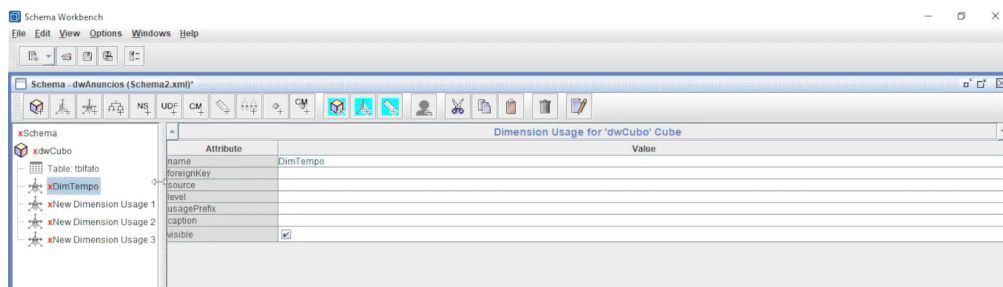 Schema Workbench
File Edit View Options Windows Help
Schema - dwAnuncios (Schema2.xml)*
NS UDF CM CM
xSchema
Dimension Usage for 'dwCubo' Cube
xdwCubo
Attribute Value
Table: tblfato
name DimTempo
foreignKey
xDimTempo
source
level
xNew Dimension Usage 1
usagePrefix
xNew Dimension Usage 2
caption
xNew Dimension Usage 3
visible